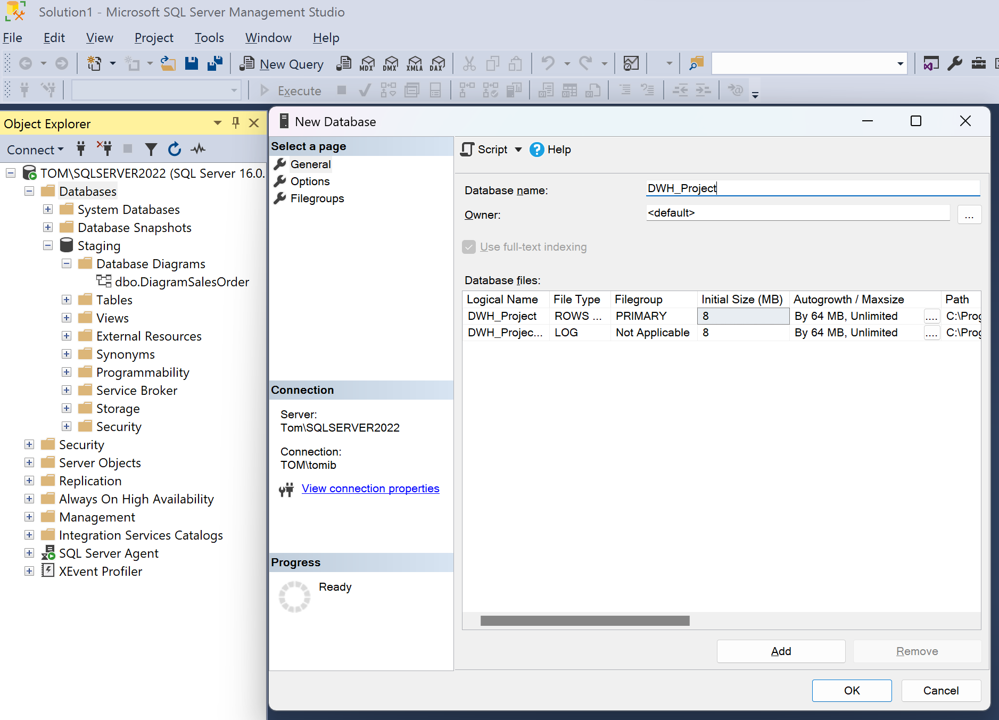 Solution1 - Microsoft SQL Server Management Studio
File Edit View Project Tools Window Help
New Query MDX DMX XMLA DAX
Execute
Object Explorer
Connect
TOM\SQLSERVER2022 (SQL Server 16.0.
Databases
System Databases
Database Snapshots
Staging
Database Diagrams
dbo.DiagramSalesOrder
Tables
Views
External Resources
Synonyms
Programmability
Service Broker
Storage
Security
Security
Server Objects
Replication
Always On High Availability
Management
Integration Services Catalogs
SQL Server Agent
XEvent Profiler
New Database
Select a page
General
Options
Filegroups
Connection
Server:
Tom\SQLSERVER2022
Connection:
TOM\tomib
View connection properties
Progress
Ready
Script Help
Database name: DWH_Project
Owner: <default> ...
Use full-text indexing
Database files:
Logical Name File Type Filegroup Initial Size (MB) Autogrowth / Maxsize Path
DWH_Project ROWS ... PRIMARY 8 By 64 MB, Unlimited .... C:\Prog
DWH_Projec... LOG Not Applicable 8 By 64 MB, Unlimited .... C:\Prog
Add Remove
OK Cancel